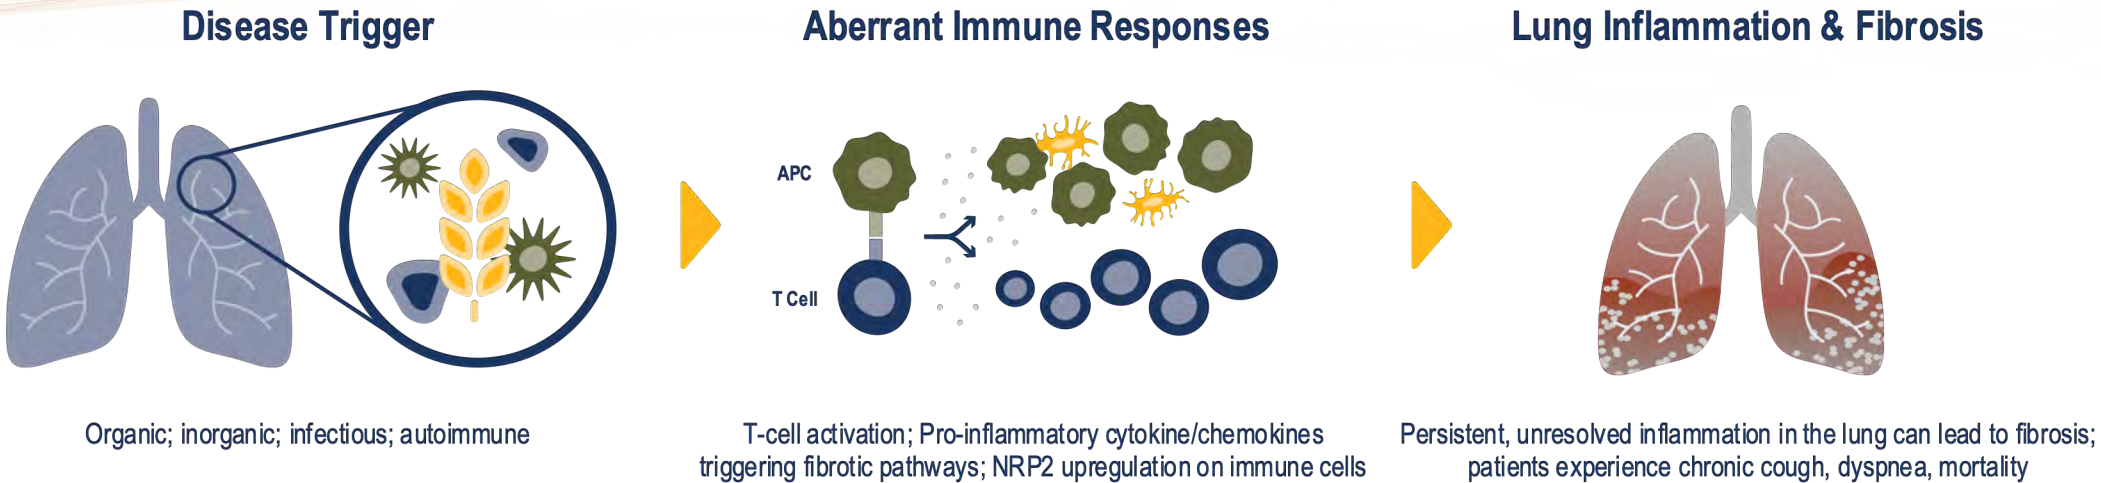 Disease Trigger
Organic; inorganic; infectious; autoimmune
Aberrant Immune Responses
APC
T Cell
T-cell activation; Pro-inflammatory cytokine/chemokines
triggering fibrotic pathways; NRP2 upregulation on immune cells
Lung Inflammation & Fibrosis
Persistent, unresolved inflammation in the lung can lead to fibrosis;
patients experience chronic cough, dyspnea, mortality